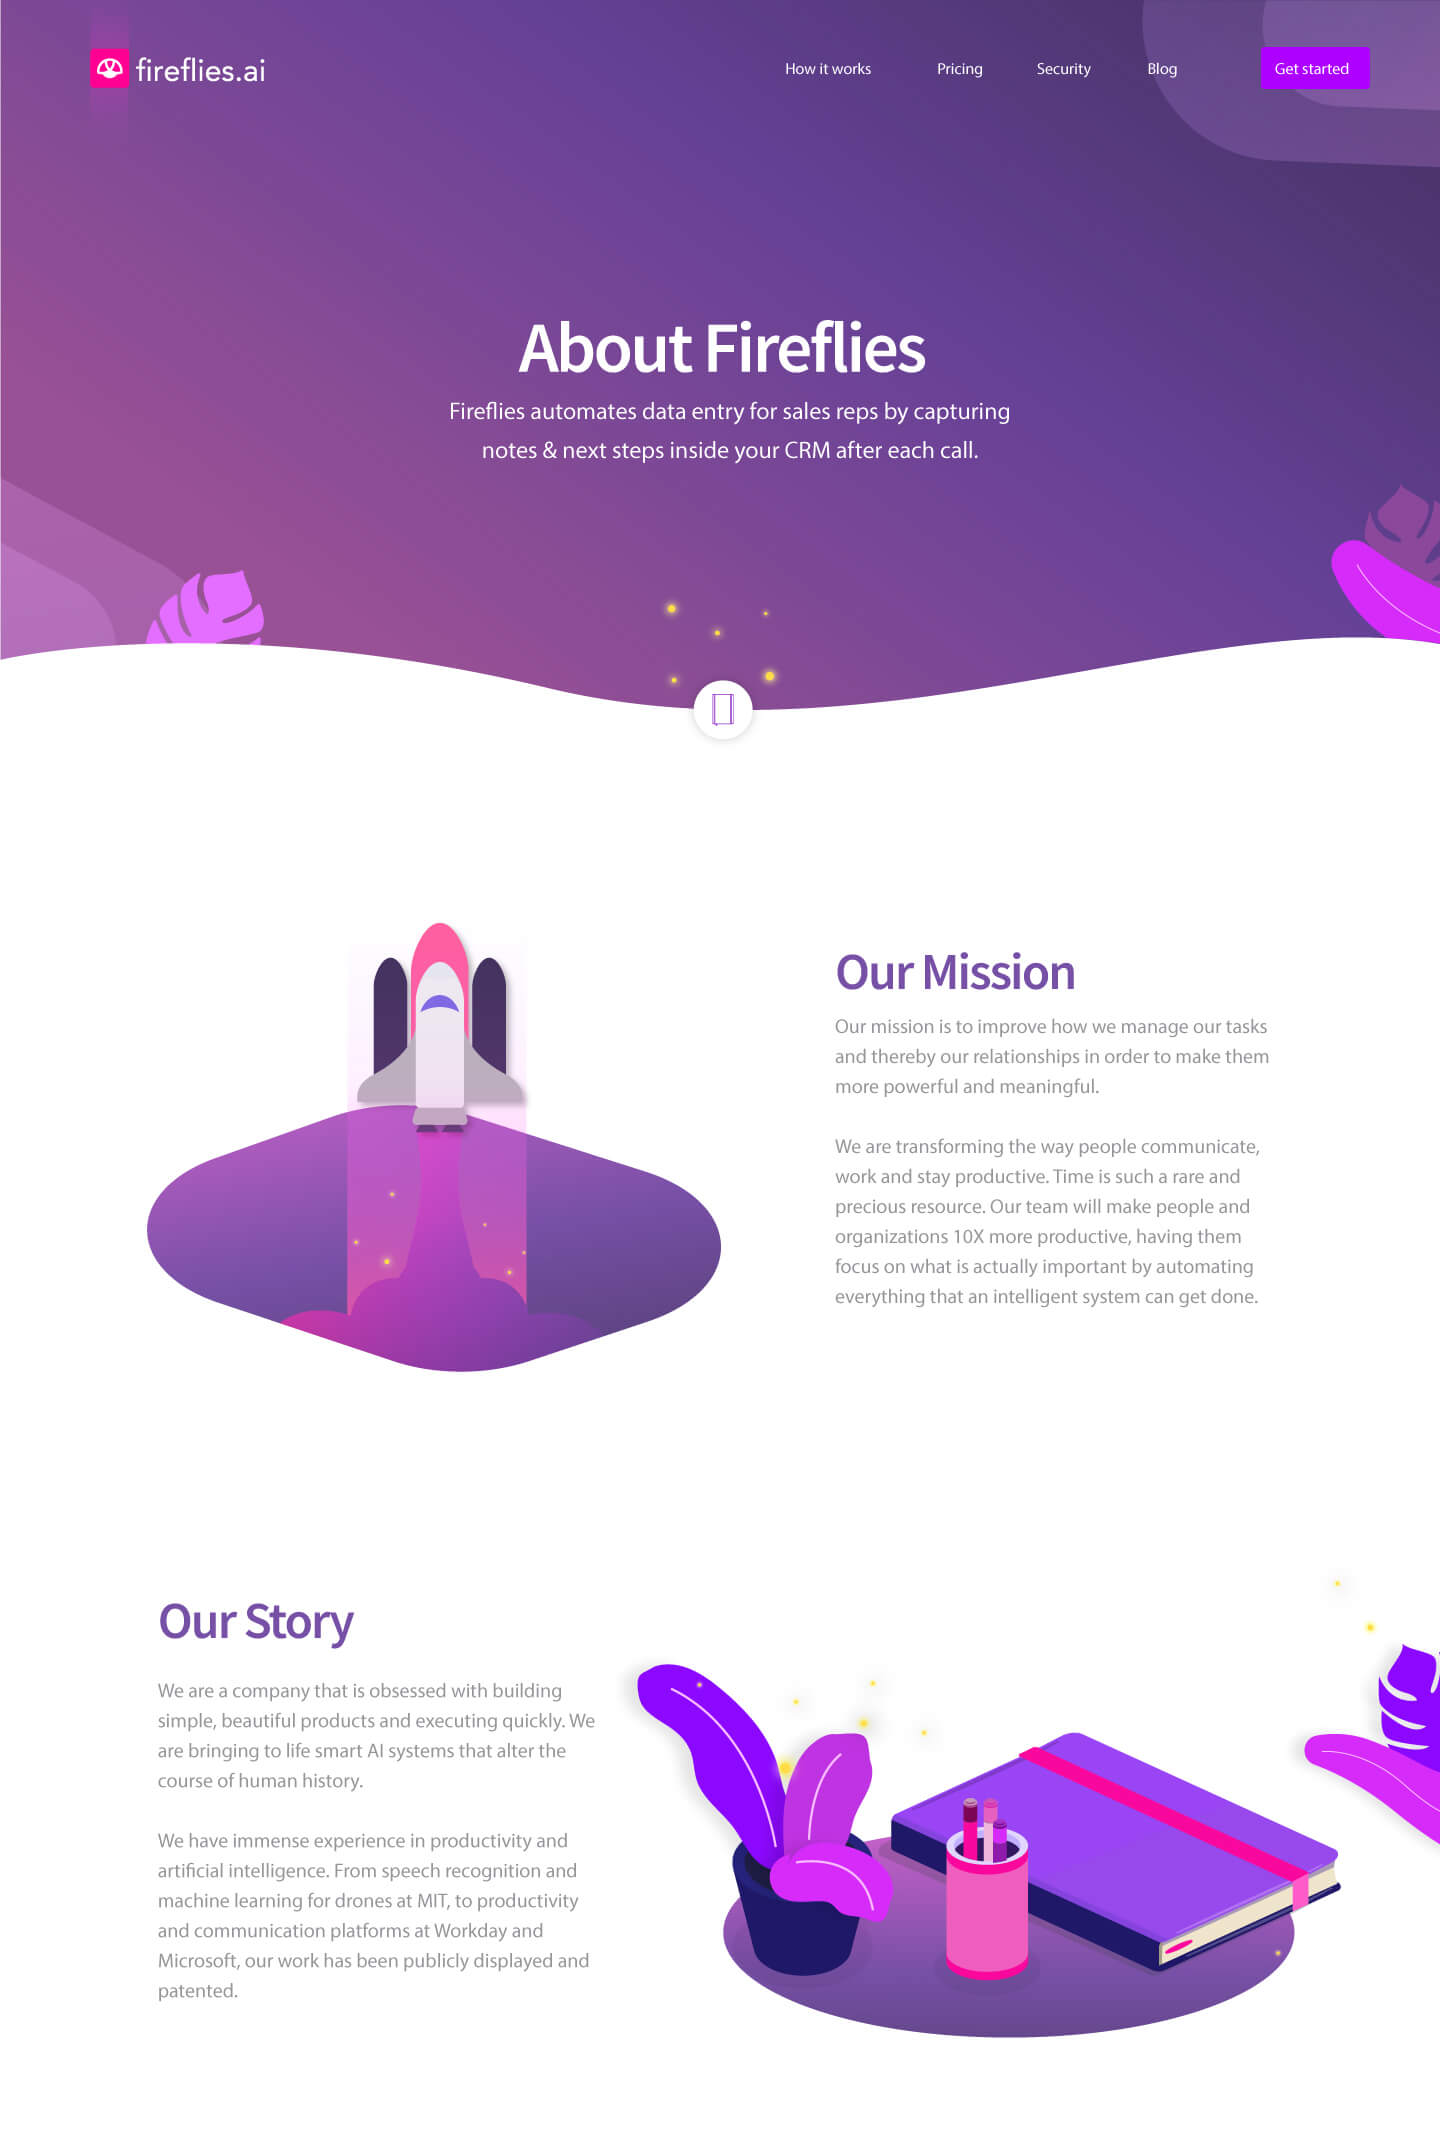 fireflies.ai
How it works
Pricing
Security
Blog
Get started
About Fireflies
Fireflies automates data entry for sales reps by capturing
notes & next steps inside your CRM after each call.
Our Mission
Our mission is to improve how we manage our tasks
and thereby our relationships in order to make them
more powerful and meaningful.
We are transforming the way people communicate,
work and stay productive. Time is such a rare and
precious resource. Our team will make people and
organizations 10X more productive, having them
focus on what is actually important by automating
everything that an intelligent system can get done.
Our Story
We are a company that is obsessed with building
simple, beautiful products and executing quickly. We
are bringing to life smart AI systems that alter the
course of human history.
We have immense experience in productivity and
artificial intelligence. From speech recognition and
machine learning for drones at MIT, to productivity
and communication platforms at Workday and
Microsoft, our work has been publicly displayed and
patented.